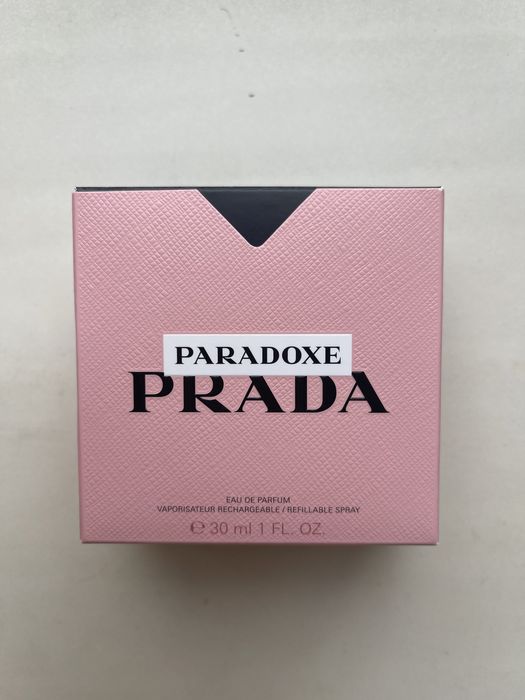 PARADOXE
PRADA
EAU DE PARFUM
VAPORISATEUR RECHARGEABLE / REFILLABLE SPRAY
℮ 30 ml 1 FL. OZ.